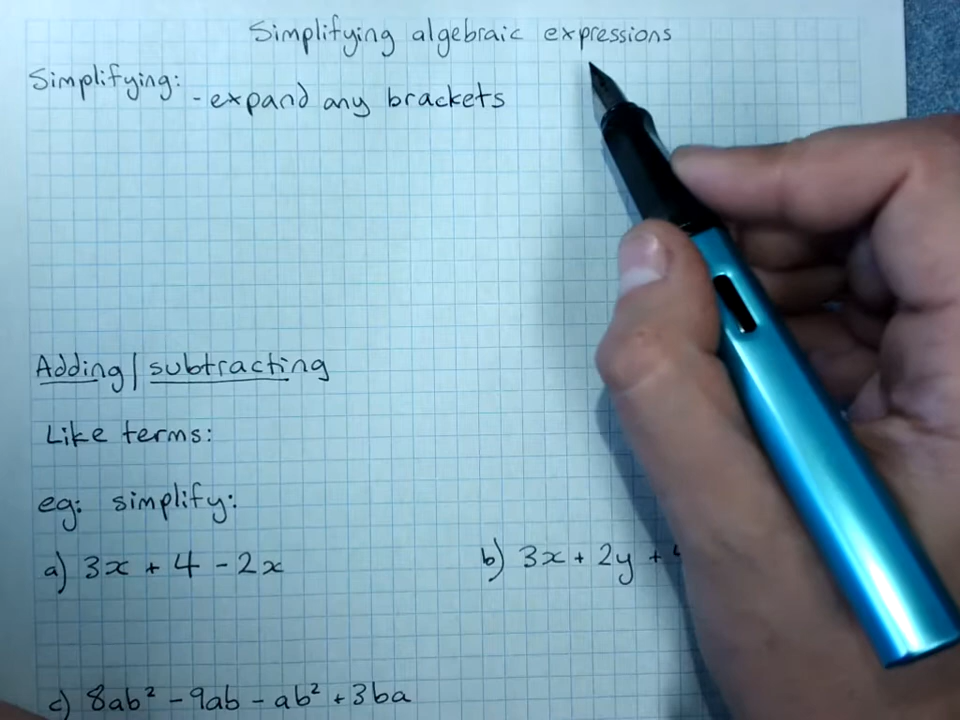 Simplifying algebraic expressions
Simplifying:
- expand any brackets
Adding/subtracting
Like terms:
eg: simplify:
a) 3x + 4 - 2x
b) 3x + 2y +
c) 8ab² - 9ab - ab² + 3ba